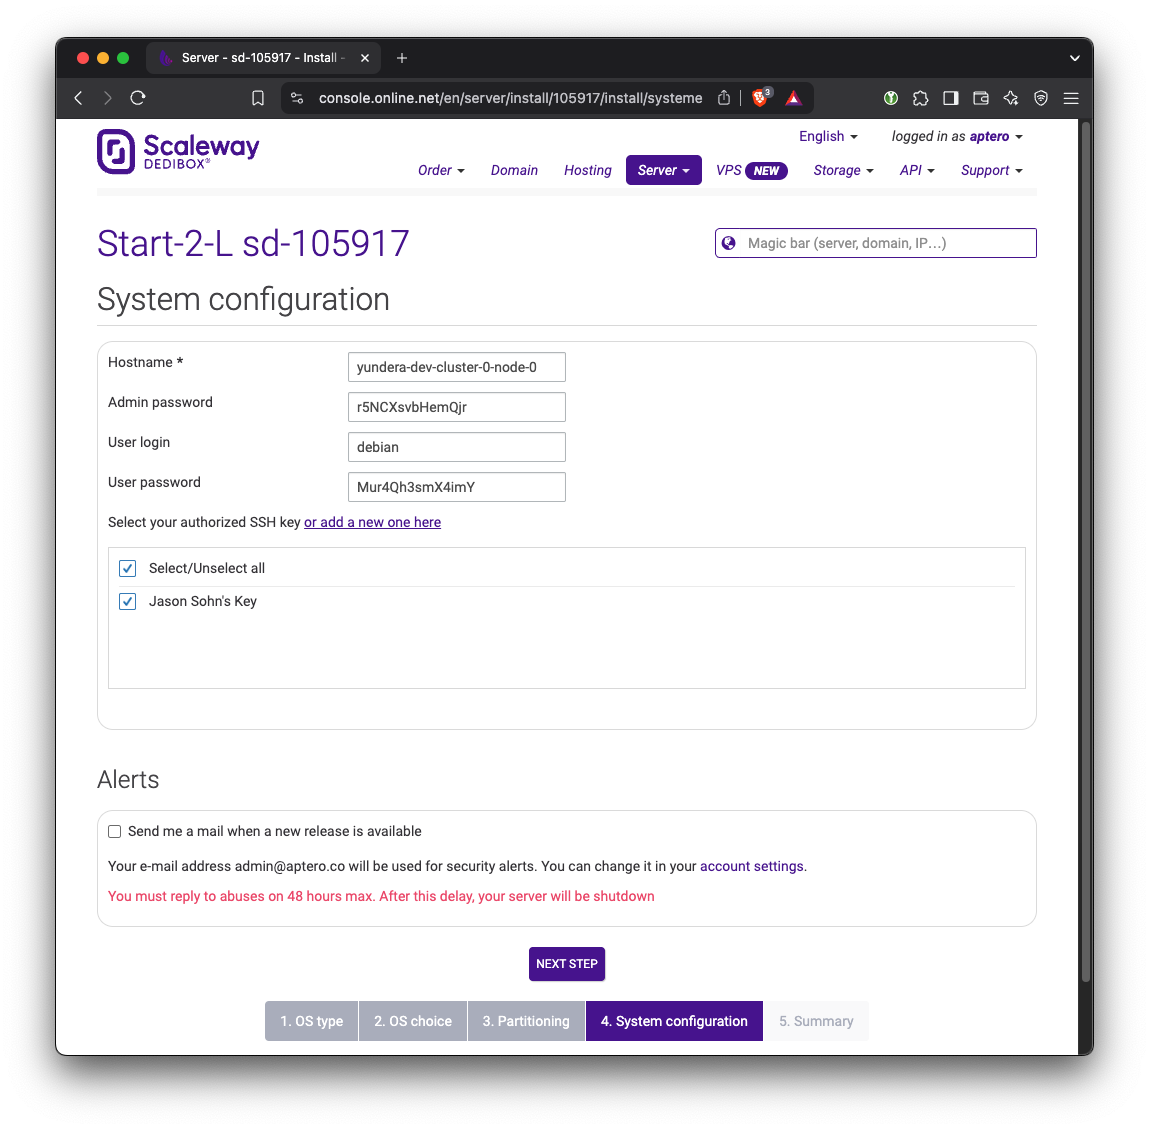 Server - sd-105917 - Install -
console.online.net/en/server/install/105917/install/systeme
3
Scaleway
DEDIBOX®
English
logged in as aptero
Order Domain Hosting Server VPS NEW Storage API Support
Start-2-L sd-105917
Magic bar (server, domain, IP…)
System configuration
Hostname *
yundera-dev-cluster-0-node-0
Admin password
r5NCXsvbHemQjr
User login
debian
User password
Mur4Qh3smX4imY
Select your authorized SSH key or add a new one here
Select/Unselect all
Jason Sohn's Key
Alerts
Send me a mail when a new release is available
Your e-mail address admin@aptero.co will be used for security alerts. You can change it in your account settings.
You must reply to abuses on 48 hours max. After this delay, your server will be shutdown
NEXT STEP
1. OS type 2. OS choice 3. Partitioning 4. System configuration 5. Summary